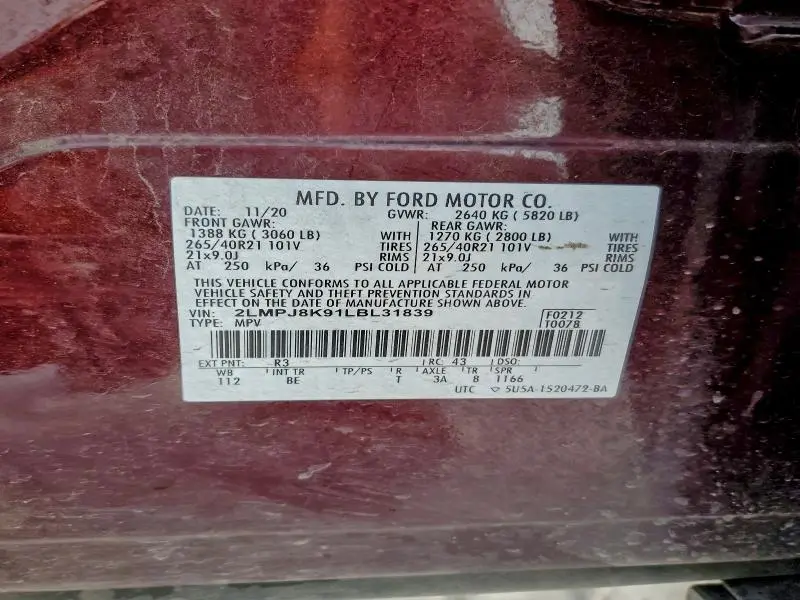 MFD. BY FORD MOTOR CO.
DATE: 11/20 GVWR: 2640 KG ( 5820 LB)
FRONT GAWR: REAR GAWR:
1388 KG ( 3060 LB) WITH 1270 KG ( 2800 LB) WITH
265/40R21 101V TIRES 265/40R21 101V TIRES
21x9.0J RIMS 21x9.0J RIMS
AT 250 kPa/ 36 PSI COLD AT 250 kPa/ 36 PSI COLD
THIS VEHICLE CONFORMS TO ALL APPLICABLE FEDERAL MOTOR
VEHICLE SAFETY AND THEFT PREVENTION STANDARDS IN
EFFECT ON THE DATE OF MANUFACTURE SHOWN ABOVE.
VIN: 2LMPJ8K91LBL31839 F0212
TYPE: MPV T0078
EXT PNT: R3 RC: 43 DSO:
WB INT TR TP/PS R AXLE TR SPR
112 BE T 3A 8 1166
UTC 5U5A-1520472-BA